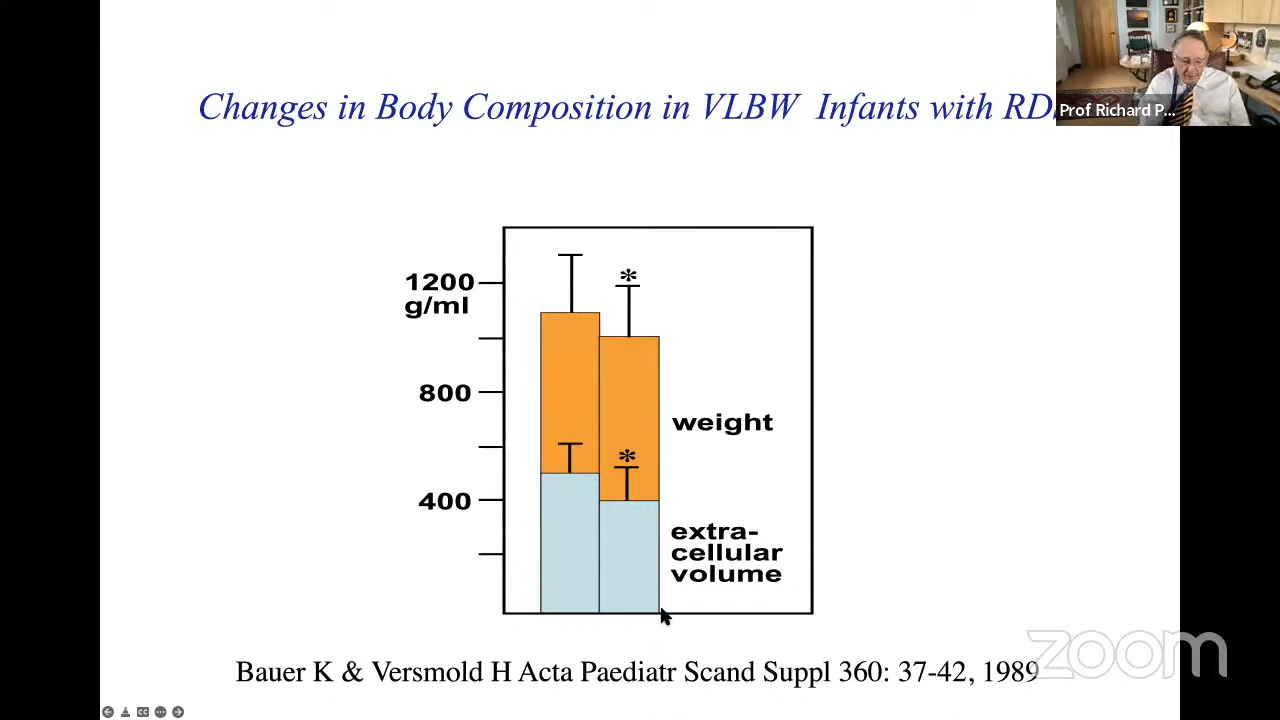 Changes in Body Composition in VLBW Infants with RD
Prof Richard P...
1200
g/ml
*
800
weight
*
400
extra-
cellular
volume
Bauer K & Versmold H Acta Paediatr Scand Suppl 360: 37-42, 1989
zoom
CC